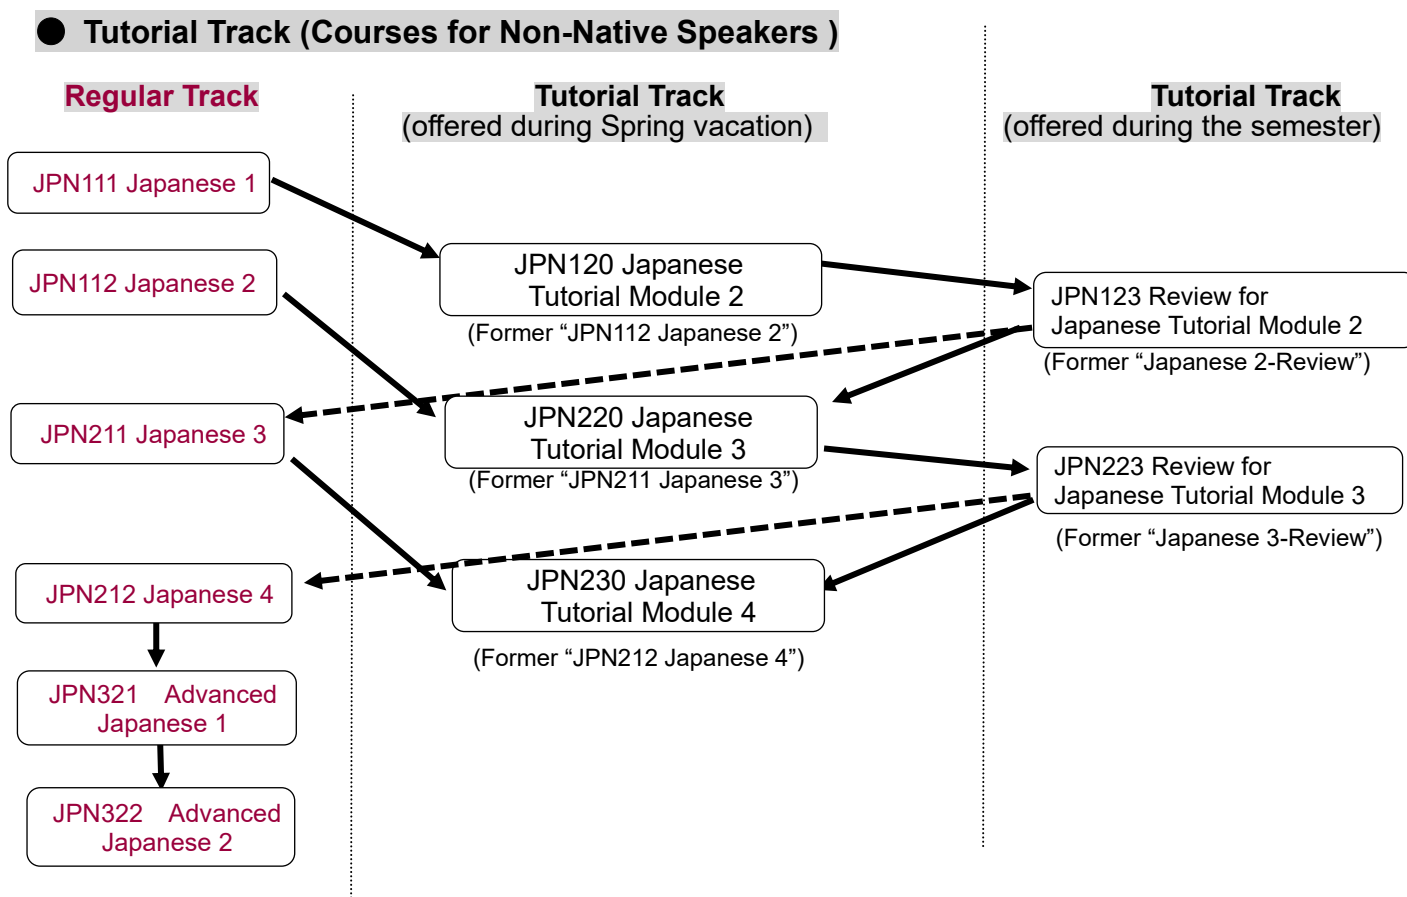 ● Tutorial Track (Courses for Non-Native Speakers )
Regular Track
Tutorial Track
(offered during Spring vacation)
Tutorial Track
(offered during the semester)
JPN111 Japanese 1
JPN112 Japanese 2
JPN120 Japanese
Tutorial Module 2
(Former “JPN112 Japanese 2”)
JPN123 Review for
Japanese Tutorial Module 2
(Former “Japanese 2-Review”)
JPN211 Japanese 3
JPN220 Japanese
Tutorial Module 3
(Former “JPN211 Japanese 3”)
JPN223 Review for
Japanese Tutorial Module 3
(Former “Japanese 3-Review”)
JPN212 Japanese 4
JPN230 Japanese
Tutorial Module 4
(Former “JPN212 Japanese 4”)
JPN321 Advanced
Japanese 1
JPN322 Advanced
Japanese 2